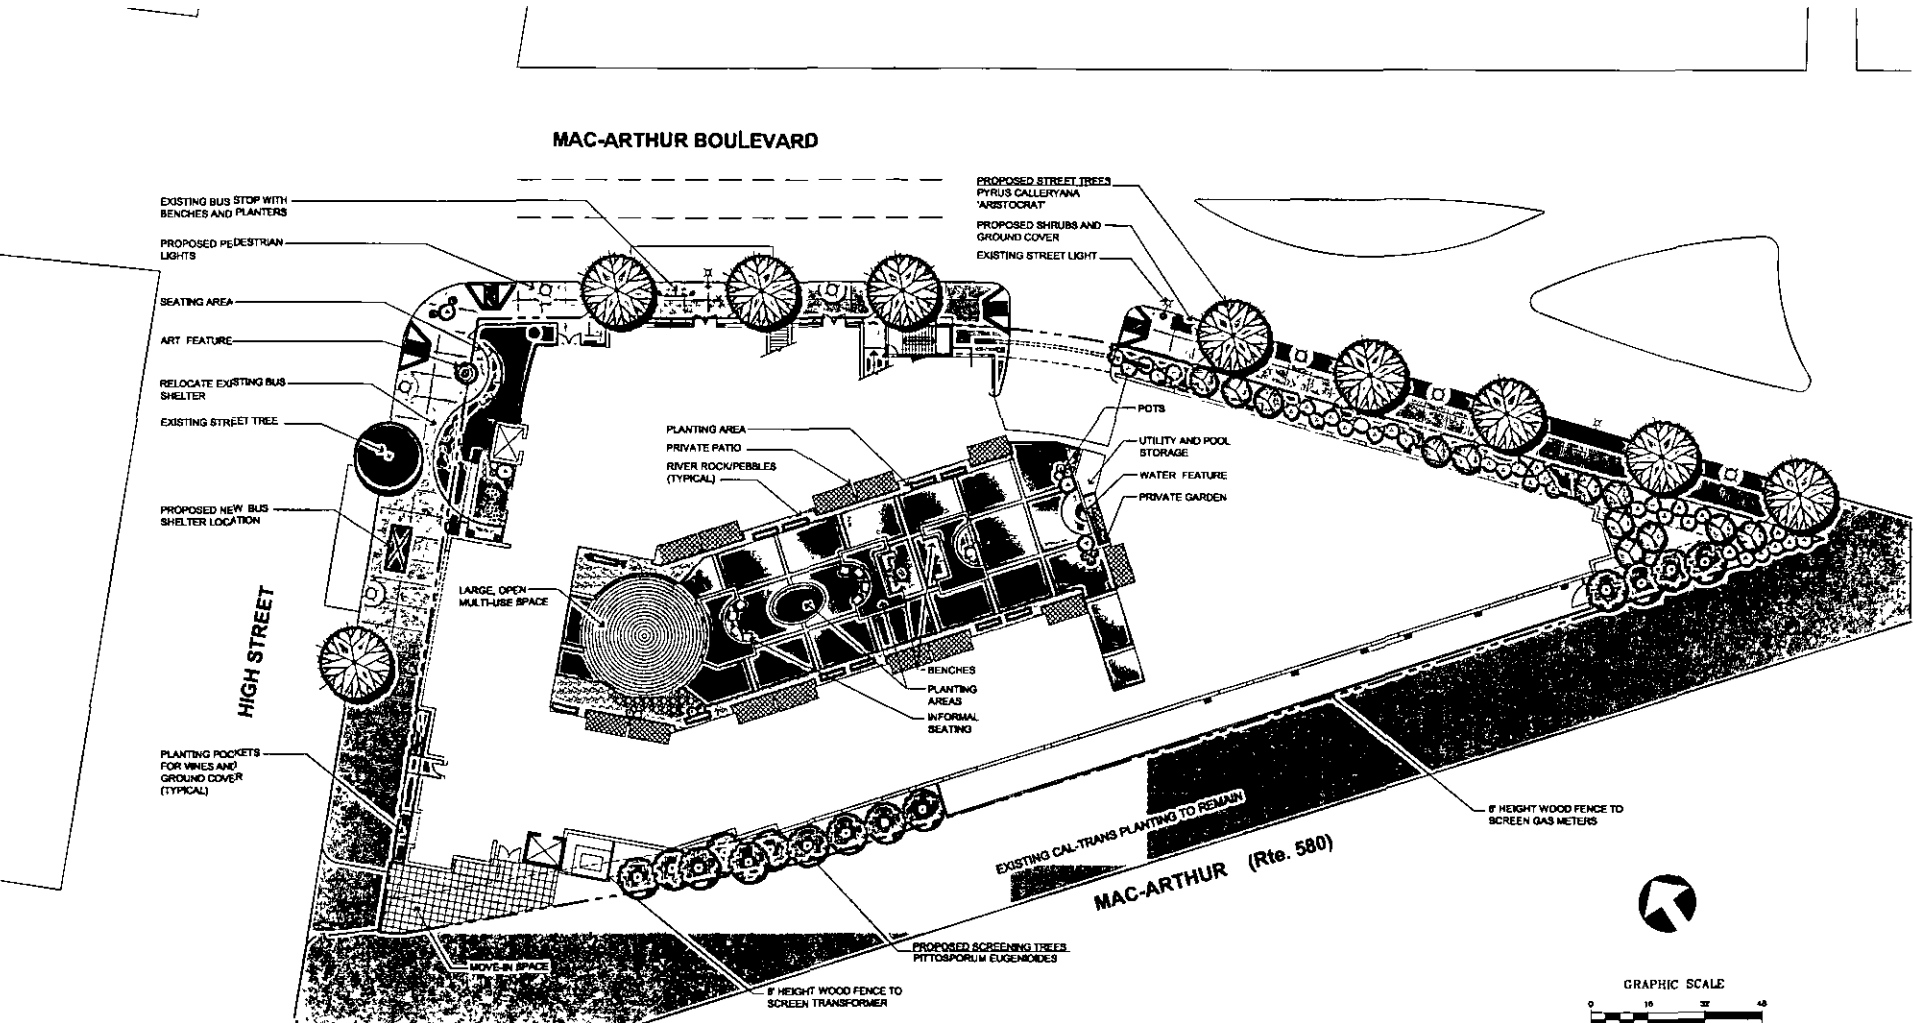 MAC-ARTHUR BOULEVARD
EXISTING BUS STOP WITH
BENCHES AND PLANTERS
PROPOSED PEDESTRIAN
LIGHTS
SEATING AREA
ART FEATURE
RELOCATE EXISTING BUS
SHELTER
EXISTING STREET TREE
PROPOSED NEW BUS
SHELTER LOCATION
HIGH STREET
PLANTING POCKETS
FOR VINES AND
GROUND COVER
(TYPICAL)
PROPOSED STREET TREES
PYRUS CALLERYANA
'ARISTOCRAT'
PROPOSED SHRUBS AND
GROUND COVER
EXISTING STREET LIGHT
PLANTING AREA
PRIVATE PATIO
RIVER ROCK/PEBBLES
(TYPICAL)
LARGE, OPEN
MULTI-USE SPACE
POTS
UTILITY AND POOL
STORAGE
WATER FEATURE
PRIVATE GARDEN
BENCHES
PLANTING
AREAS
INFORMAL
SEATING
EXISTING CAL-TRANS PLANTING TO REMAIN
MAC-ARTHUR (Rte. 580)
HEIGHT WOOD FENCE TO
SCREEN GAS METERS
PROPOSED SCREENING TREES
PITTOSPORUM EUGENIOIDES
MOVE-IN SPACE
HEIGHT WOOD FENCE TO
SCREEN TRANSFORMER
GRAPHIC SCALE
0 16 32 48